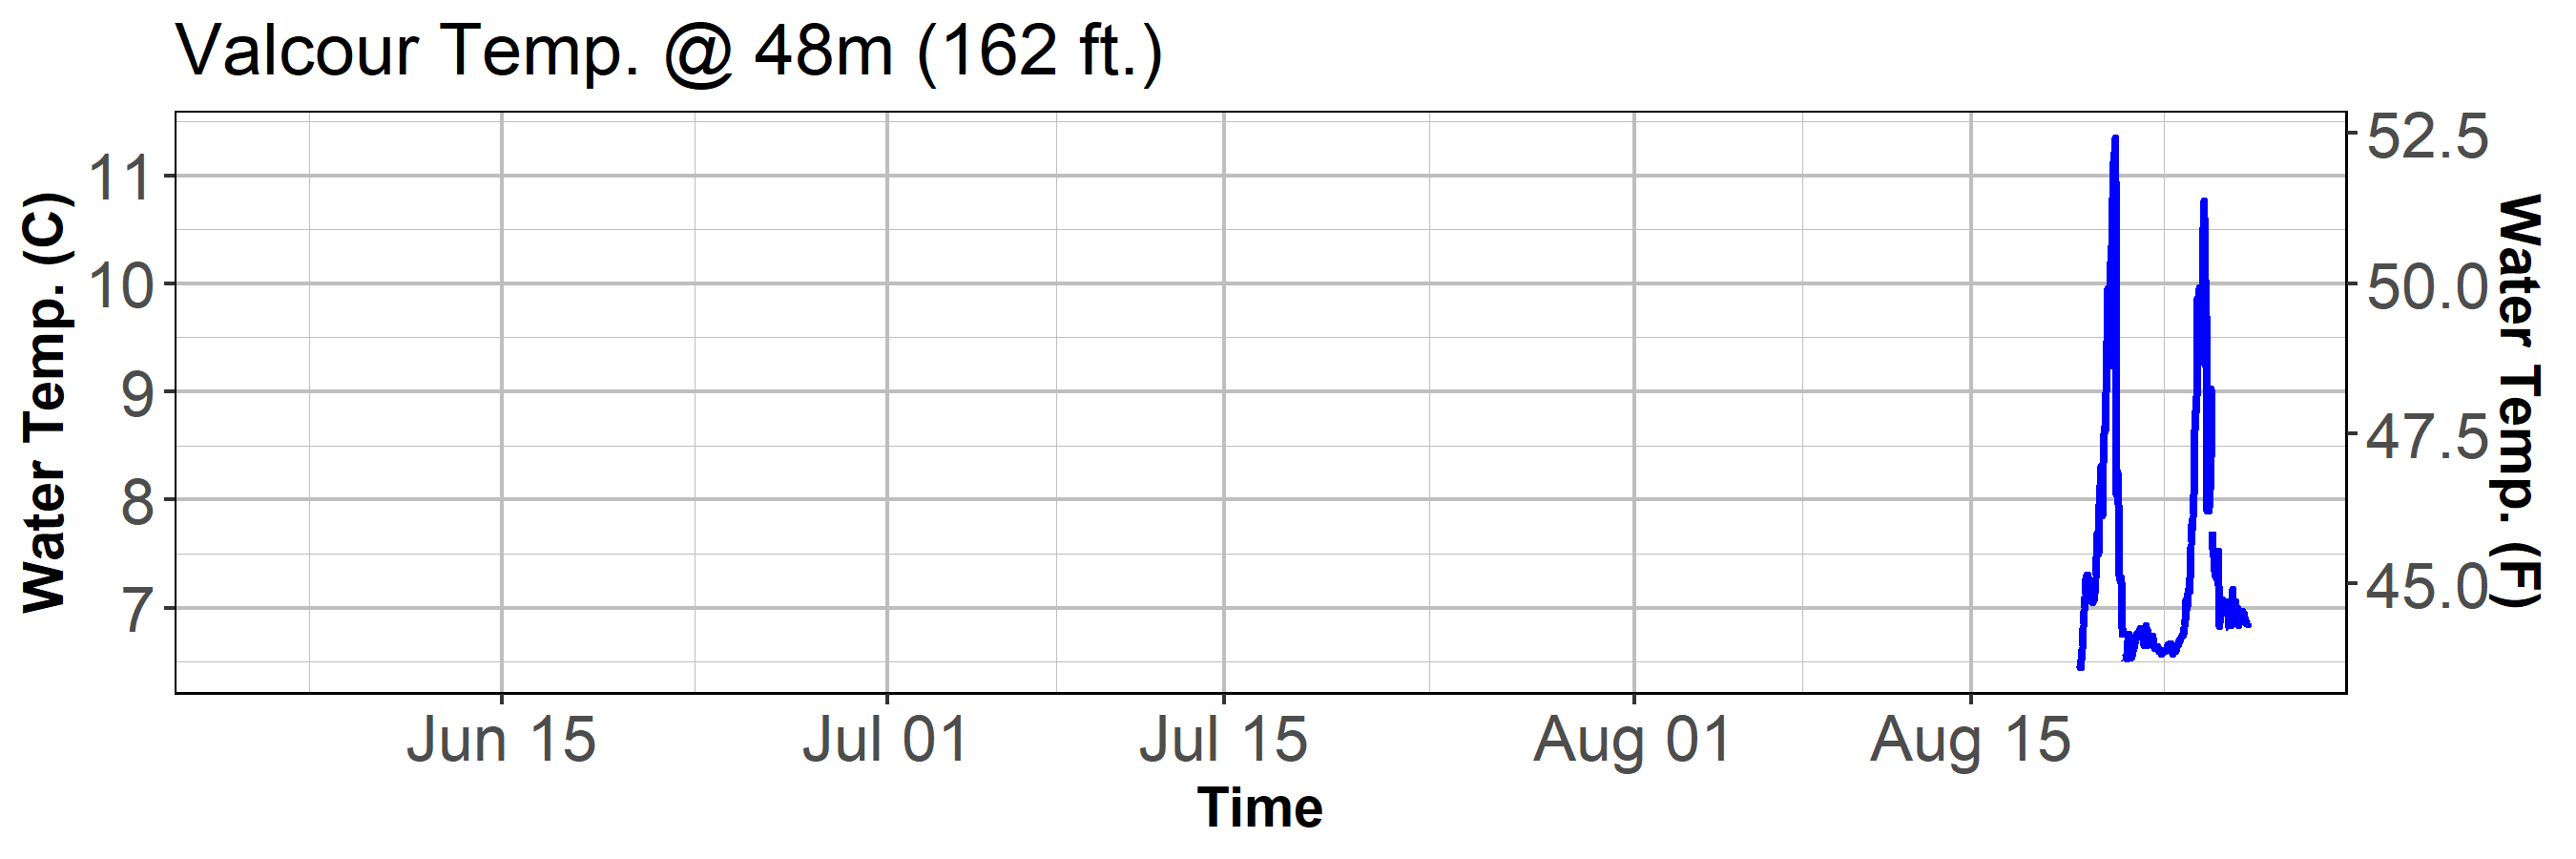 Valcour Temp. @ 48m (162 ft.)
Water Temp. (C)
11
10
9
8
7
52.5
50.0
47.5
45.0
Water Temp. (F)
Jun 15 Jul 01 Jul 15 Aug 01 Aug 15
Time